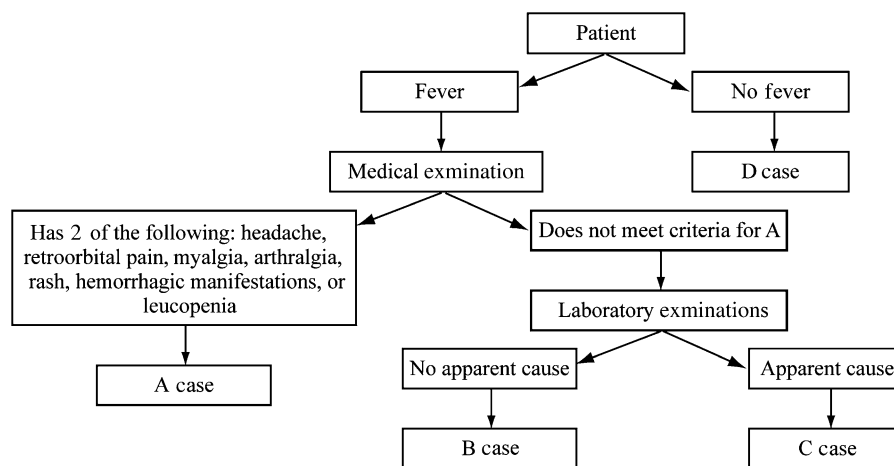 Patient
Fever
No fever
Medical exmination
D case
Has 2 of the following: headache,
retroorbital pain, myalgia, arthralgia,
rash, hemorrhagic manifestations, or
leucopenia
Does not meet criteria for A
Laboratory exminations
A case
No apparent cause
Apparent cause
B case
C case